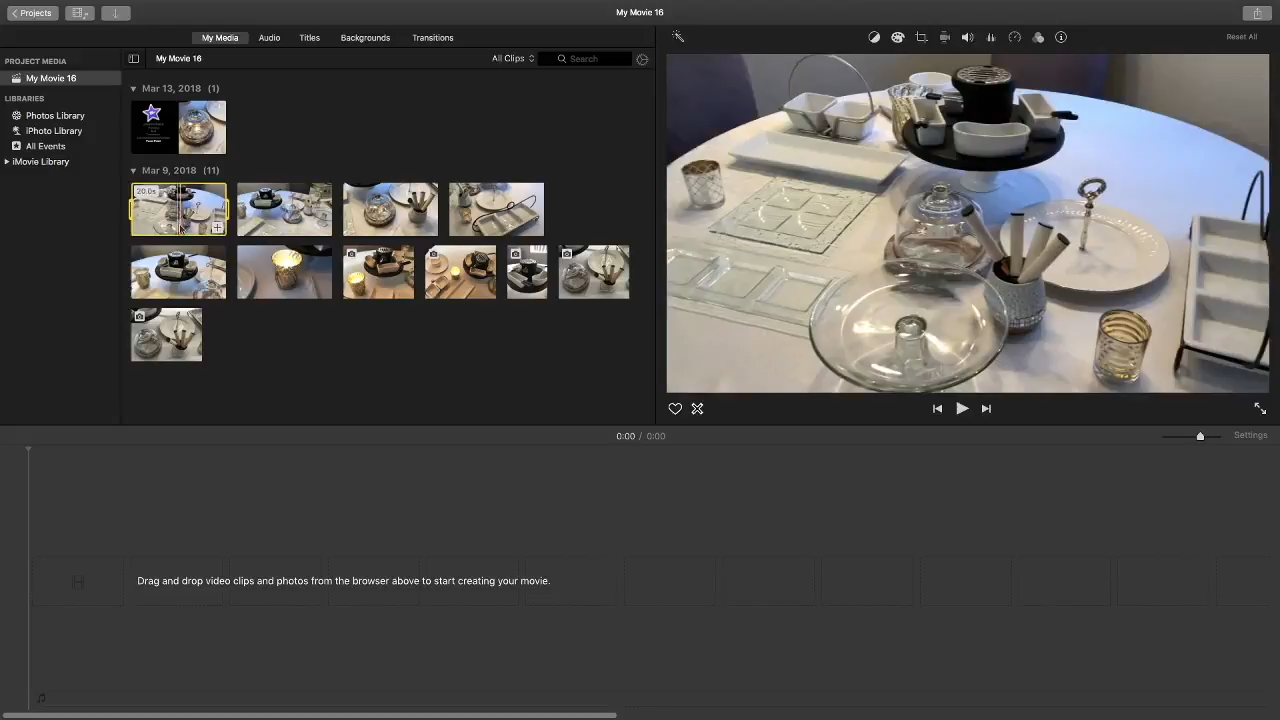 Projects
My Movie 16
My Media
Audio
Titles
Backgrounds
Transitions
Reset All
PROJECT MEDIA
My Movie 16
LIBRARIES
Photos Library
iPhoto Library
All Events
iMovie Library
My Movie 16
All Clips
Search
Mar 13, 2018 (1)
Mar 9, 2018 (11)
20.0s
0:00 / 0:00
Settings
Drag and drop video clips and photos from the browser above to start creating your movie.